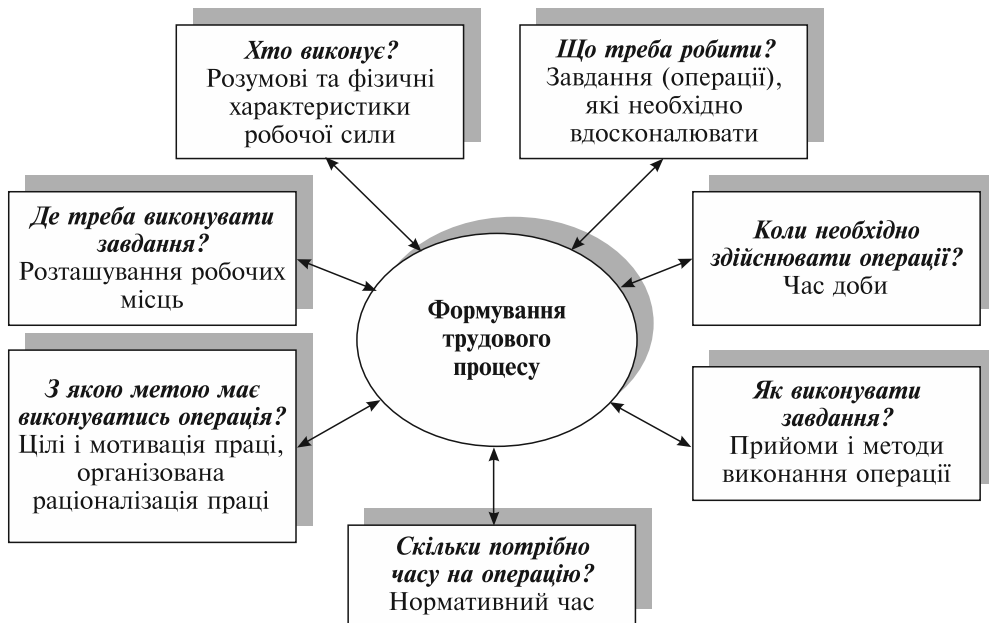 Хто виконує?
Розумові та фізичні
характеристики
робочої сили
Що треба робити?
Завдання (операції),
які необхідно
вдосконалювати
Де треба виконувати
завдання?
Розташування робочих
місць
Коли необхідно
здійснювати операції?
Час доби
Формування
трудового
процесу
З якою метою має
виконуватись операція?
Цілі і мотивація праці,
організована
раціоналізація праці
Як виконувати
завдання?
Прийоми і методи
виконання операції
Скільки потрібно
часу на операцію?
Нормативний час